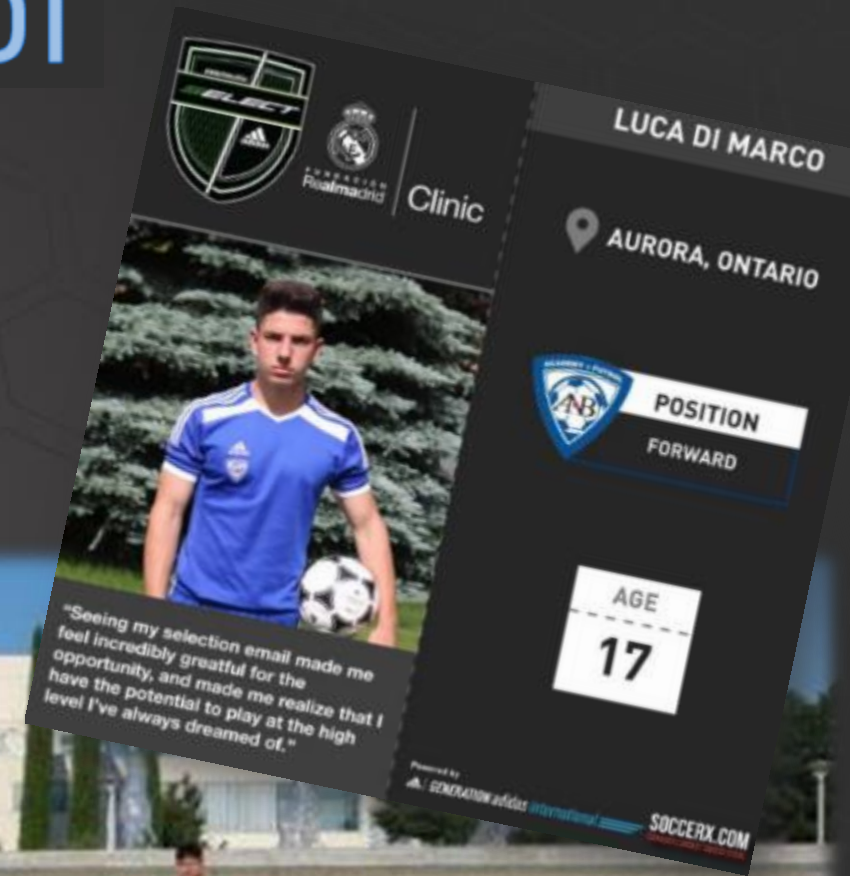 SELECT
FUNDACIÓN
Realmadrid
Clinic
LUCA DI MARCO
AURORA, ONTARIO
ANB
POSITION
FORWARD
AGE
17
"Seeing my selection email made me
feel incredibly greatful for the
opportunity, and made me realize that I
have the potential to play at the high
level I've always dreamed of."
Powered by
GENERATION adidas international
SOCCERX.COM